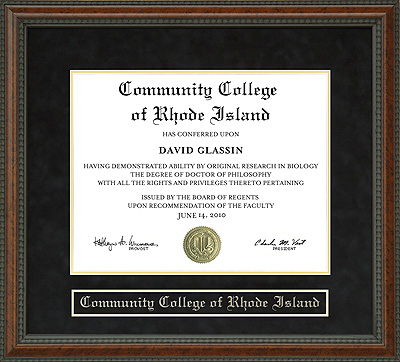 Community College
of Rhode Island
HAS CONFERRED UPON
DAVID GLASSIN
HAVING DEMONSTRATED ABILITY BY ORIGINAL RESEARCH IN BIOLOGY
THE DEGREE OF DOCTOR OF PHILOSOPHY
WITH ALL THE RIGHTS AND PRIVILEGES THERETO PERTAINING
ISSUED BY THE BOARD OF REGENTS
UPON RECOMMENDATION OF THE FACULTY
JUNE 14, 2010
PROVOST
PRESIDENT
Community College of Rhode Island